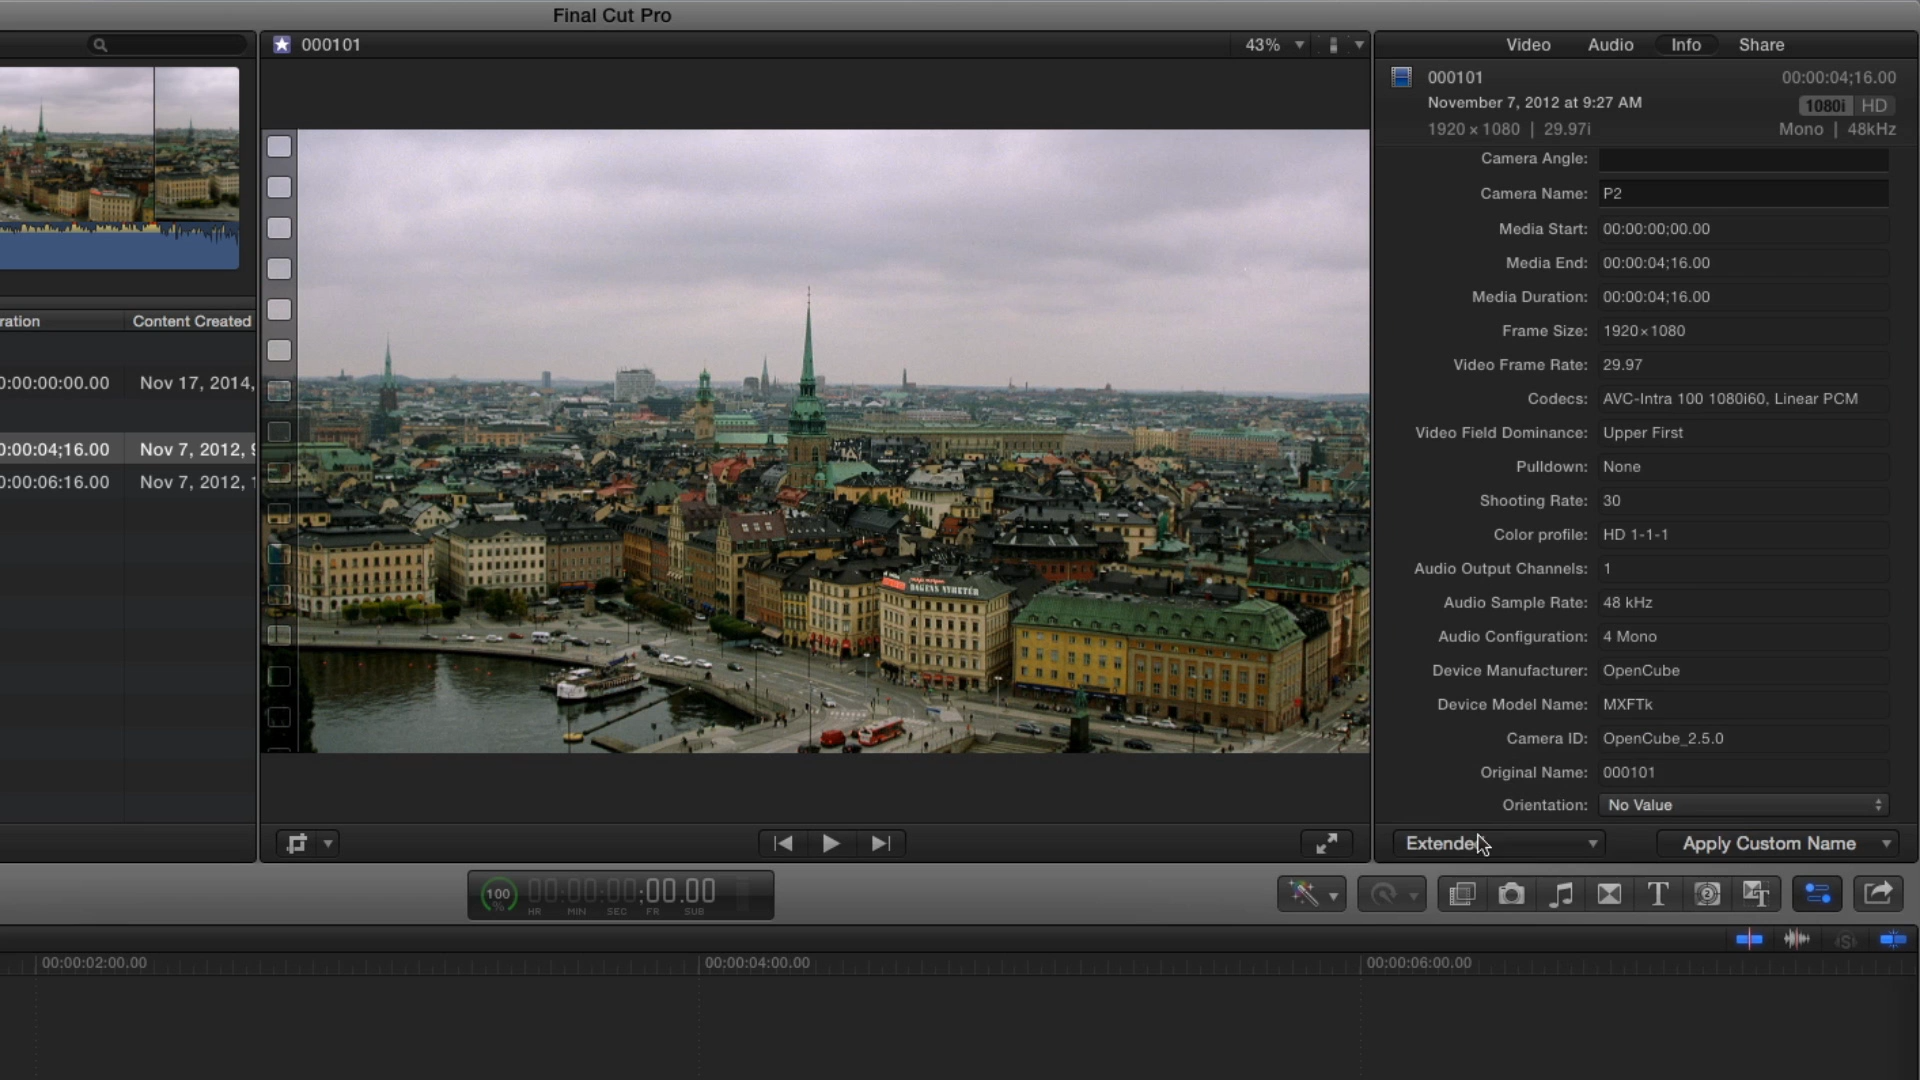 Final Cut Pro
000101
43%
Video Audio Info Share
000101
00:00:04;16.00
November 7, 2012 at 9:27 AM
1080i HD
1920 × 1080 | 29.97i
Mono | 48kHz
Camera Angle:
Camera Name: P2
Media Start: 00:00:00;00.00
Media End: 00:00:04;16.00
Media Duration: 00:00:04;16.00
Frame Size: 1920×1080
Video Frame Rate: 29.97
Codecs: AVC-Intra 100 1080i60, Linear PCM
Video Field Dominance: Upper First
Pulldown: None
Shooting Rate: 30
Color profile: HD 1-1-1
Audio Output Channels: 1
Audio Sample Rate: 48 kHz
Audio Configuration: 4 Mono
Device Manufacturer: OpenCube
Device Model Name: MXFTk
Camera ID: OpenCube_2.5.0
Original Name: 000101
Orientation: No Value
Extended
Apply Custom Name
ration Content Created
0:00:00:00.00 Nov 17, 2014,
0:00:04;16.00 Nov 7, 2012, 9
0:00:06:16.00 Nov 7, 2012, 1
DAGENS NYHETER
100 %
00:00:00;00.00
HR MIN SEC FR SUB
00:00:02:00.00
00:00:04:00.00
00:00:06:00.00